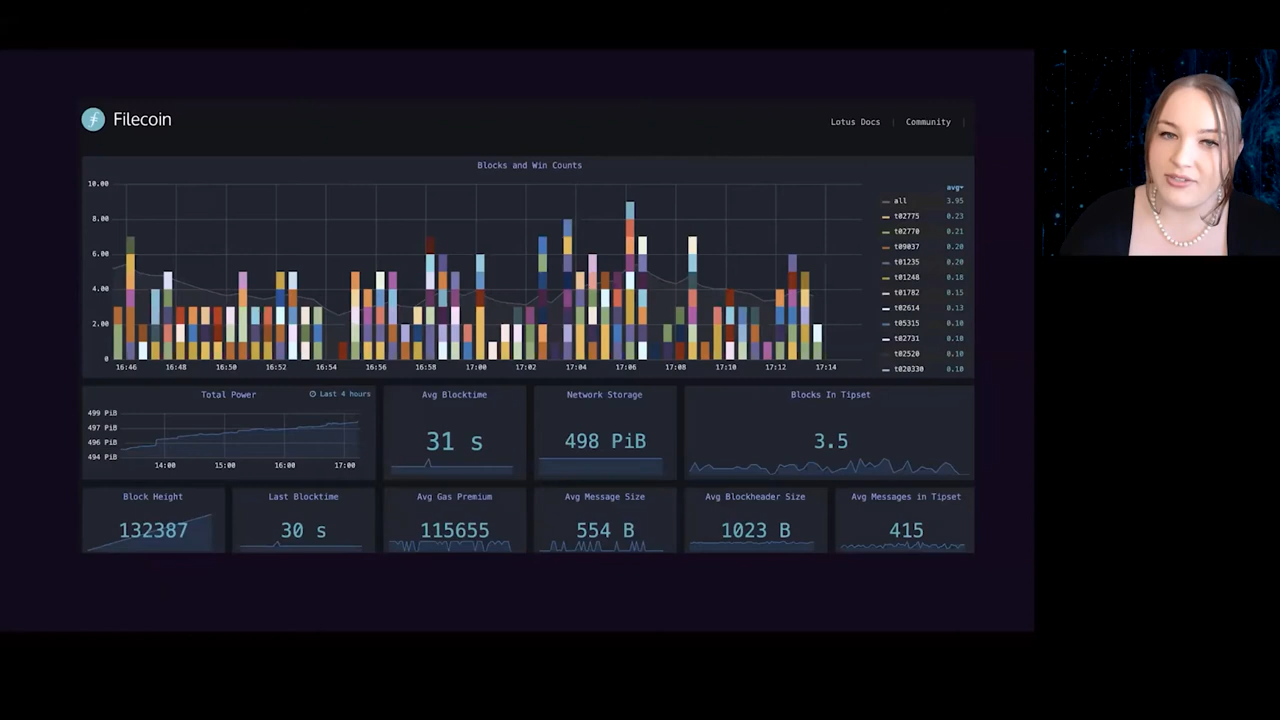 Filecoin
Lotus Docs
Community
Blocks and Win Counts
10.00
8.00
6.00
4.00
2.00
0
16:46 16:48 16:50 16:52 16:54 16:56 16:58 17:00 17:02 17:04 17:06 17:08 17:10 17:12 17:14
avg
all 3.95
t02775 0.23
t02770 0.21
t09037 0.20
t01235 0.20
t01248 0.18
t01782 0.15
t02614 0.13
t05315 0.10
t02731 0.10
t02520 0.10
t020330 0.10
Total Power
Last 4 hours
499 PiB
497 PiB
496 PiB
494 PiB
14:00 15:00 16:00 17:00
Avg Blocktime
31 s
Network Storage
498 PiB
Blocks In Tipset
3.5
Block Height
132387
Last Blocktime
30 s
Avg Gas Premium
115655
Avg Message Size
554 B
Avg Blockheader Size
1023 B
Avg Messages in Tipset
415